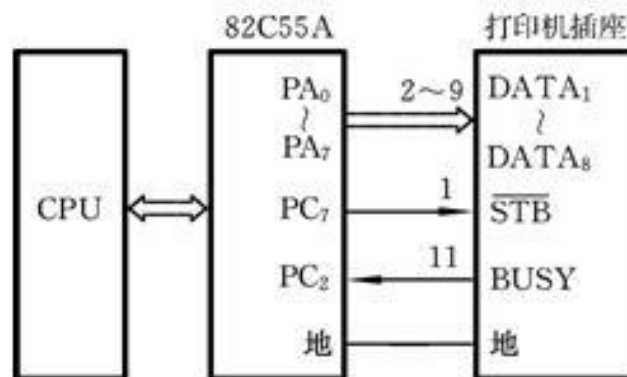 82C55A 打印机插座
PA₀ 2～9 DATA₁
～ ～
PA₇ DATA₈
CPU PC₇ 1 S̅T̅B̅
PC₂ 11 BUSY
地 地